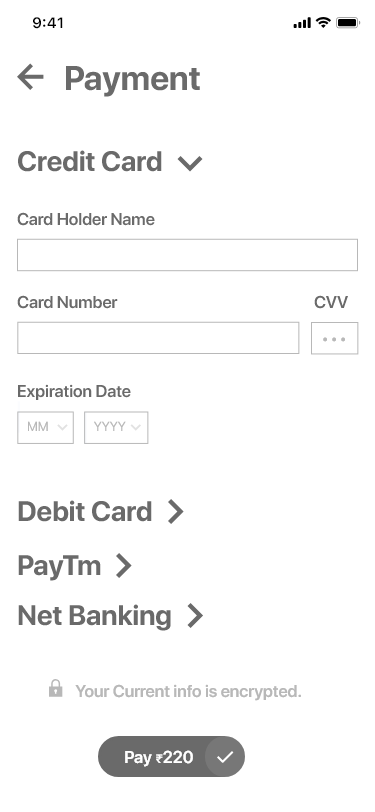 9:41
Payment
Credit Card
Card Holder Name
Card Number CVV
Expiration Date
MM YYYY
Debit Card
PayTm
Net Banking
Your Current info is encrypted.
Pay ₹220